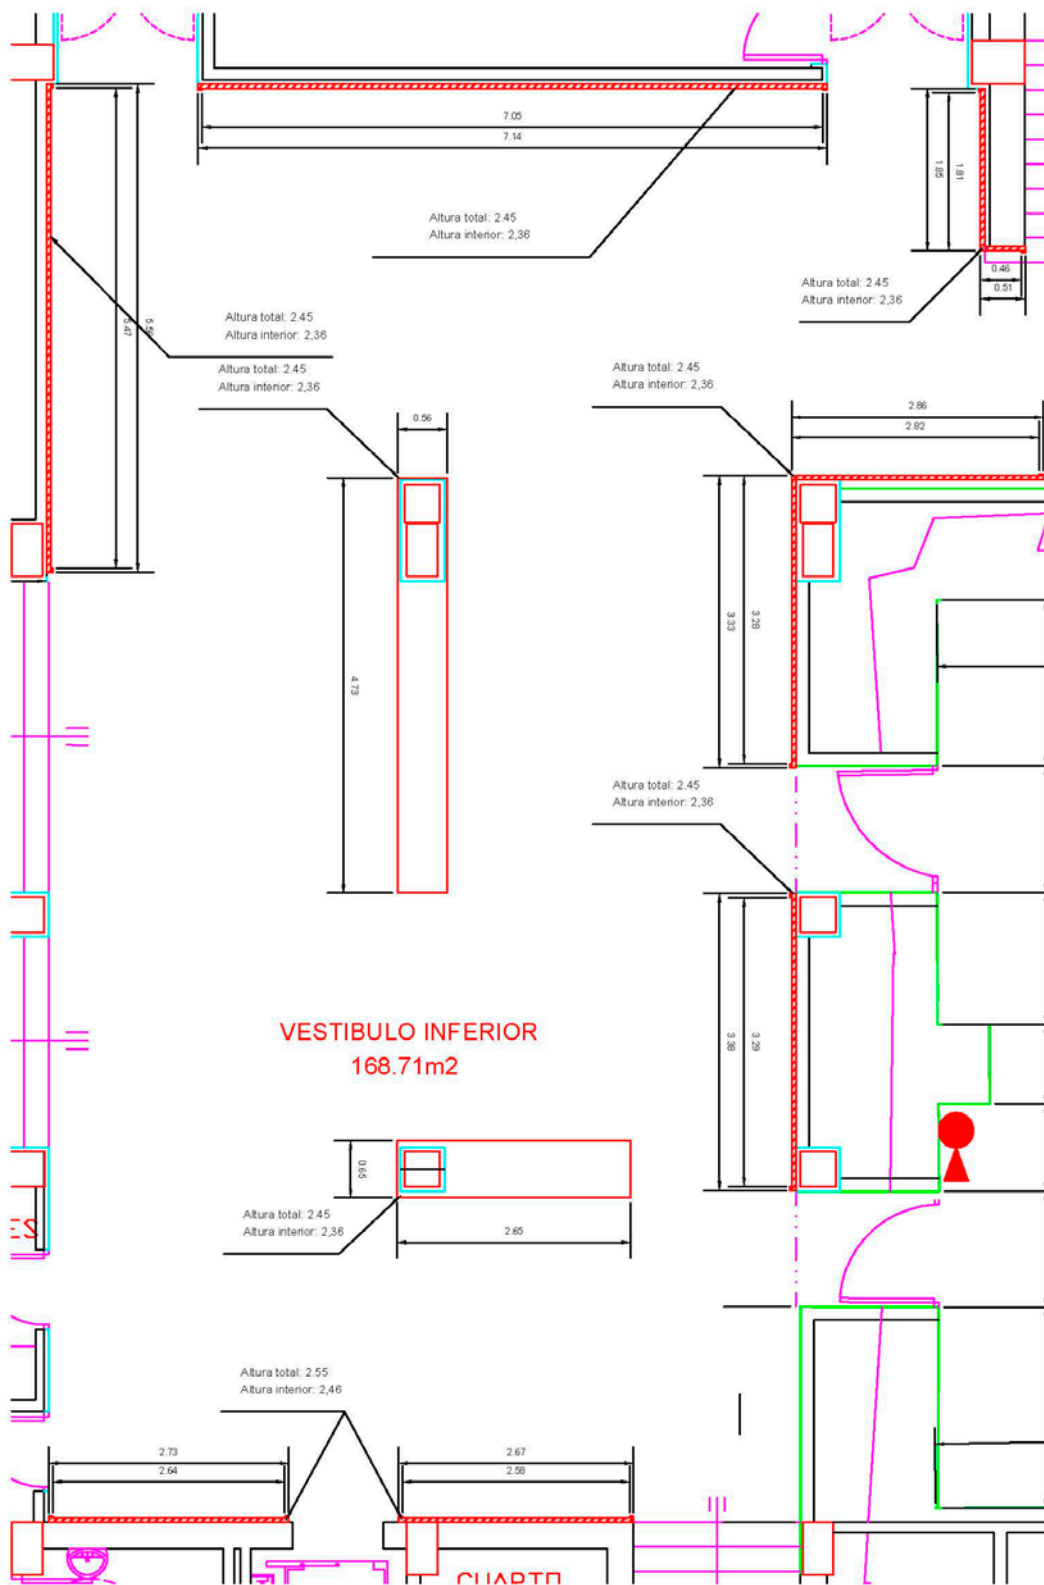 7.05
7.14
1.85
1.81
Altura total: 2.45
Altura interior: 2,36
0.46
0.51
Altura total: 2.45
Altura interior: 2,36
Altura total: 2.45
Altura interior: 2,36
5.47
Altura total: 2.45
Altura interior: 2,36
Altura total: 2.45
Altura interior: 2,36
0.56
2.86
2.82
3.33
3.28
4.73
Altura total: 2.45
Altura interior: 2,36
VESTIBULO INFERIOR
168.71m2
3.38
3.29
0.65
ES
Altura total: 2.45
Altura interior: 2,36
2.65
Altura total: 2.55
Altura interior: 2,46
2.73
2.64
2.67
2.58
CUARTO